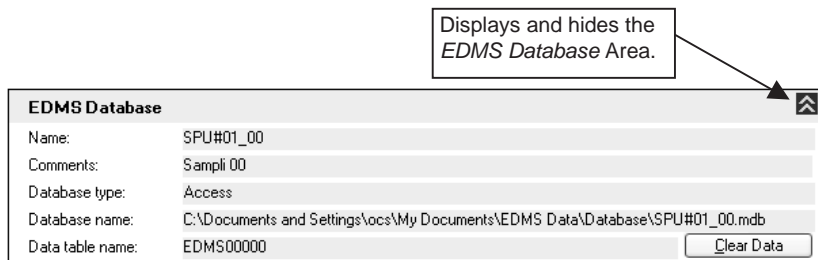 Displays and hides the
EDMS Database Area.
EDMS Database
Name: SPU#01_00
Comments: Sampli 00
Database type: Access
Database name: C:\Documents and Settings\ocs\My Documents\EDMS Data\Database\SPU#01_00.mdb
Data table name: EDMS00000 Clear Data